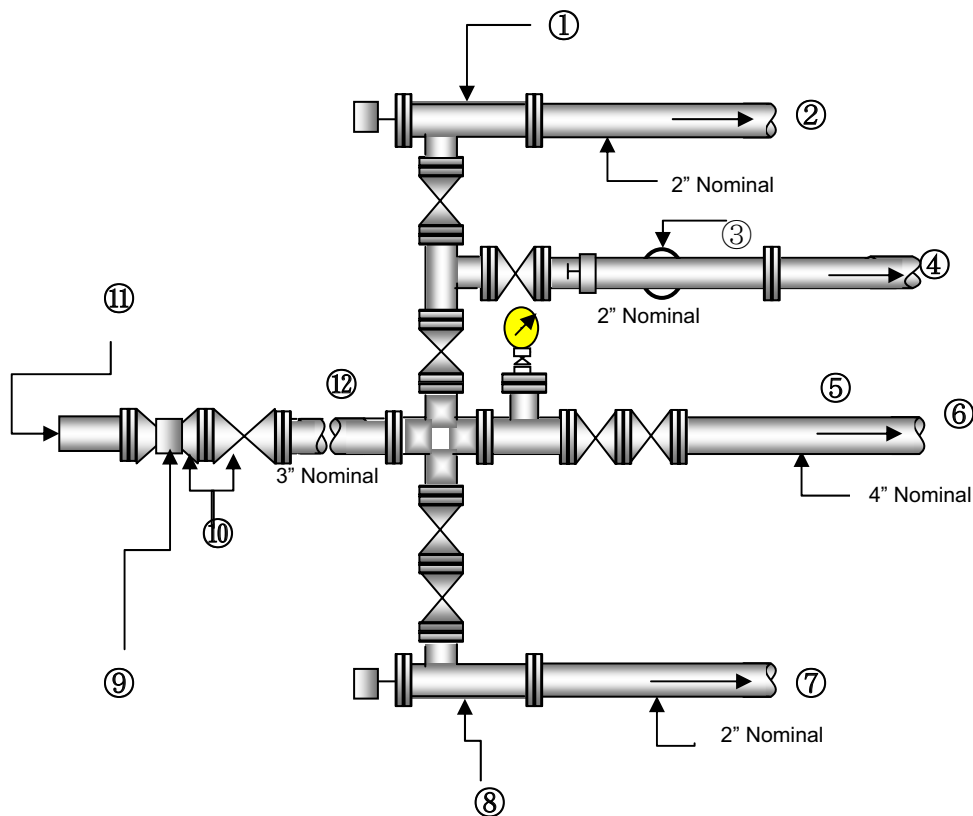 ①
②
2” Nominal
③
④
2” Nominal
⑪
⑫
⑤
⑥
3” Nominal
4” Nominal
⑩
⑨
⑦
2” Nominal
⑧